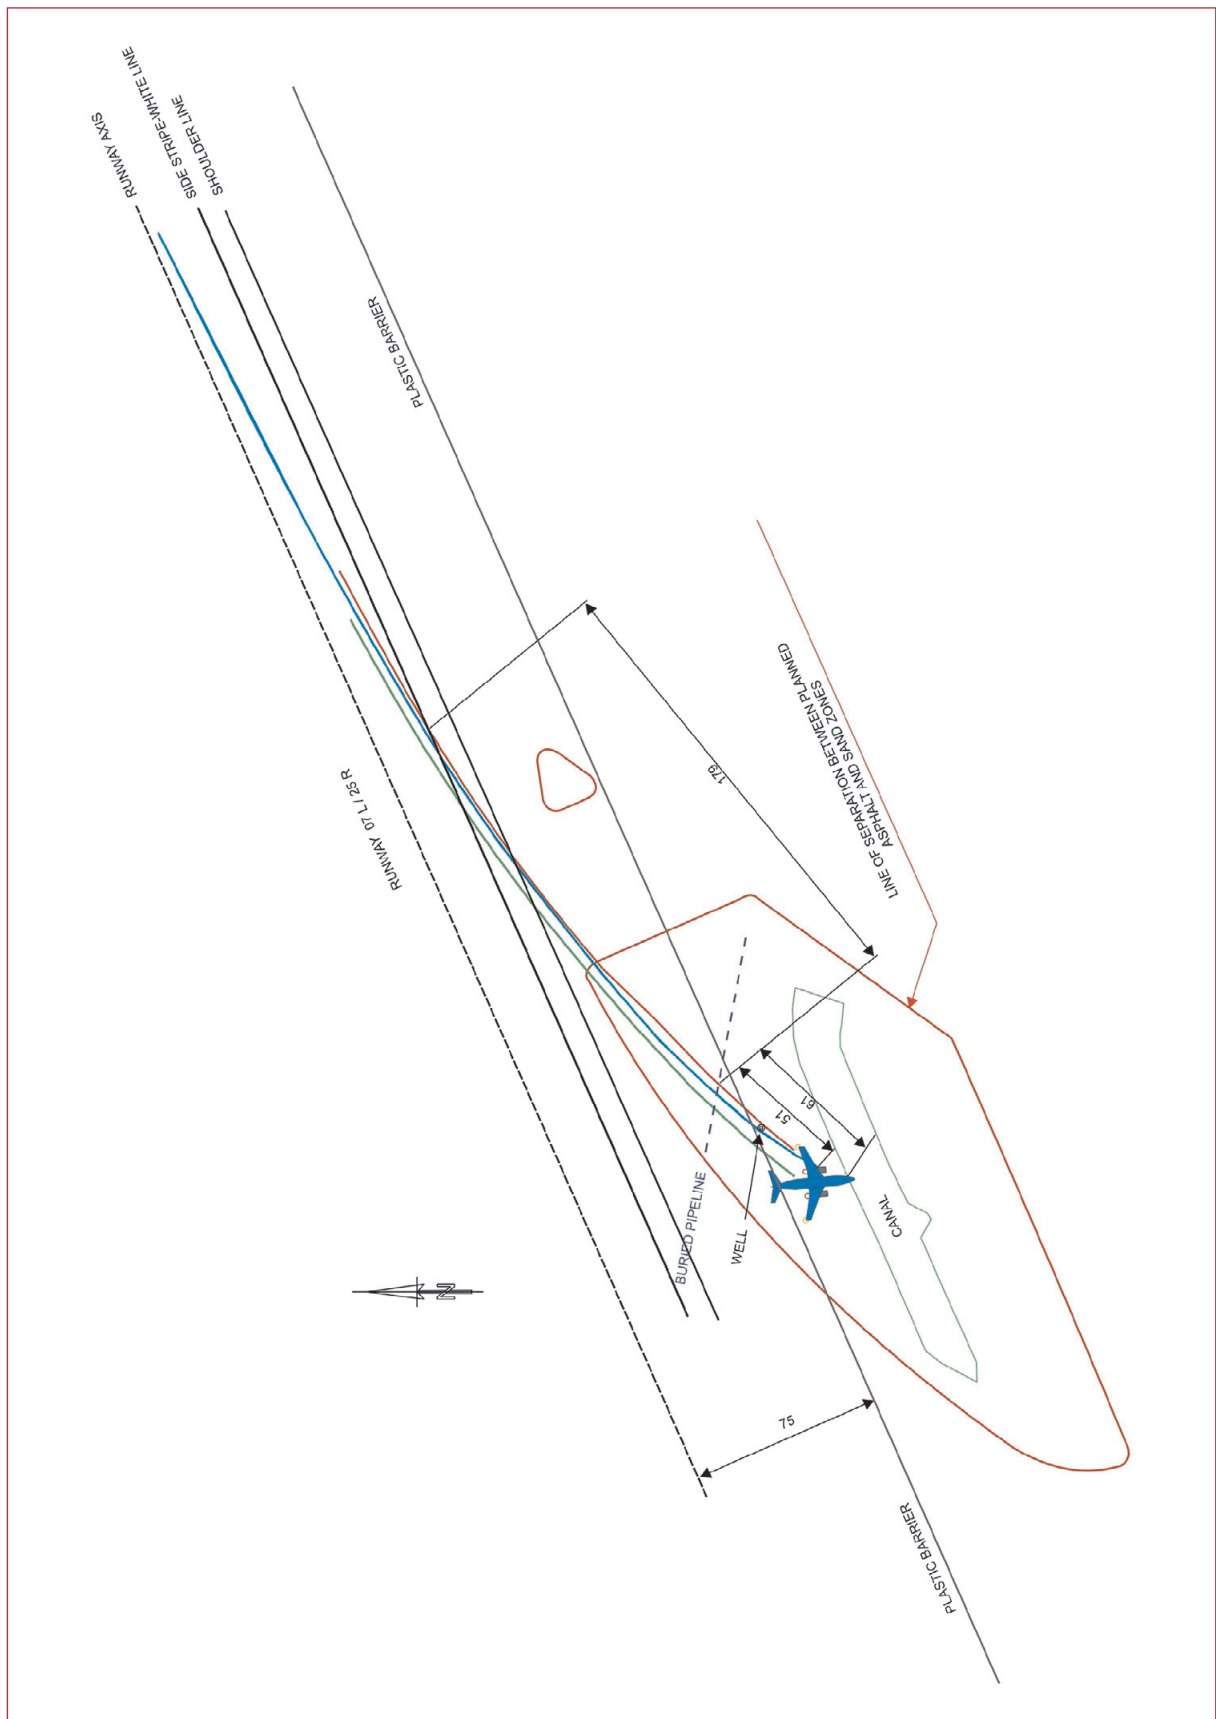 RUNWAY AXIS
SIDE STRIPE-WHITE LINE
SHOULDER LINE
PLASTIC BARRIER
RUNWAY 07 L / 25 R
179
LINE OF SEPARATION BETWEEN PLANNED
ASPHALT AND SAND ZONES
51
61
BURIED PIPELINE
WELL
CANAL
N
75
PLASTIC BARRIER